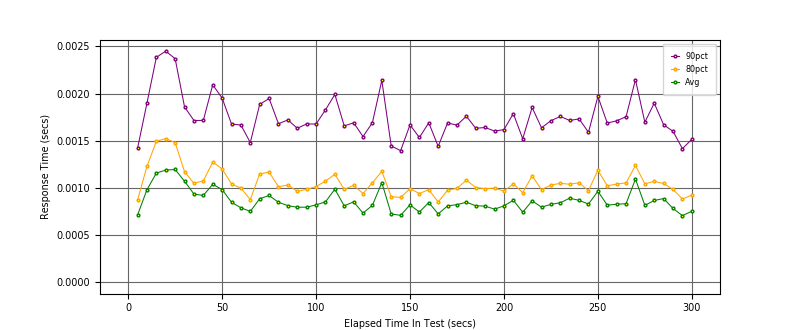 0.0025
0.0020
0.0015
0.0010
0.0005
0.0000
Response Time (secs)
90pct
80pct
Avg
0
50
100
150
200
250
300
Elapsed Time In Test (secs)